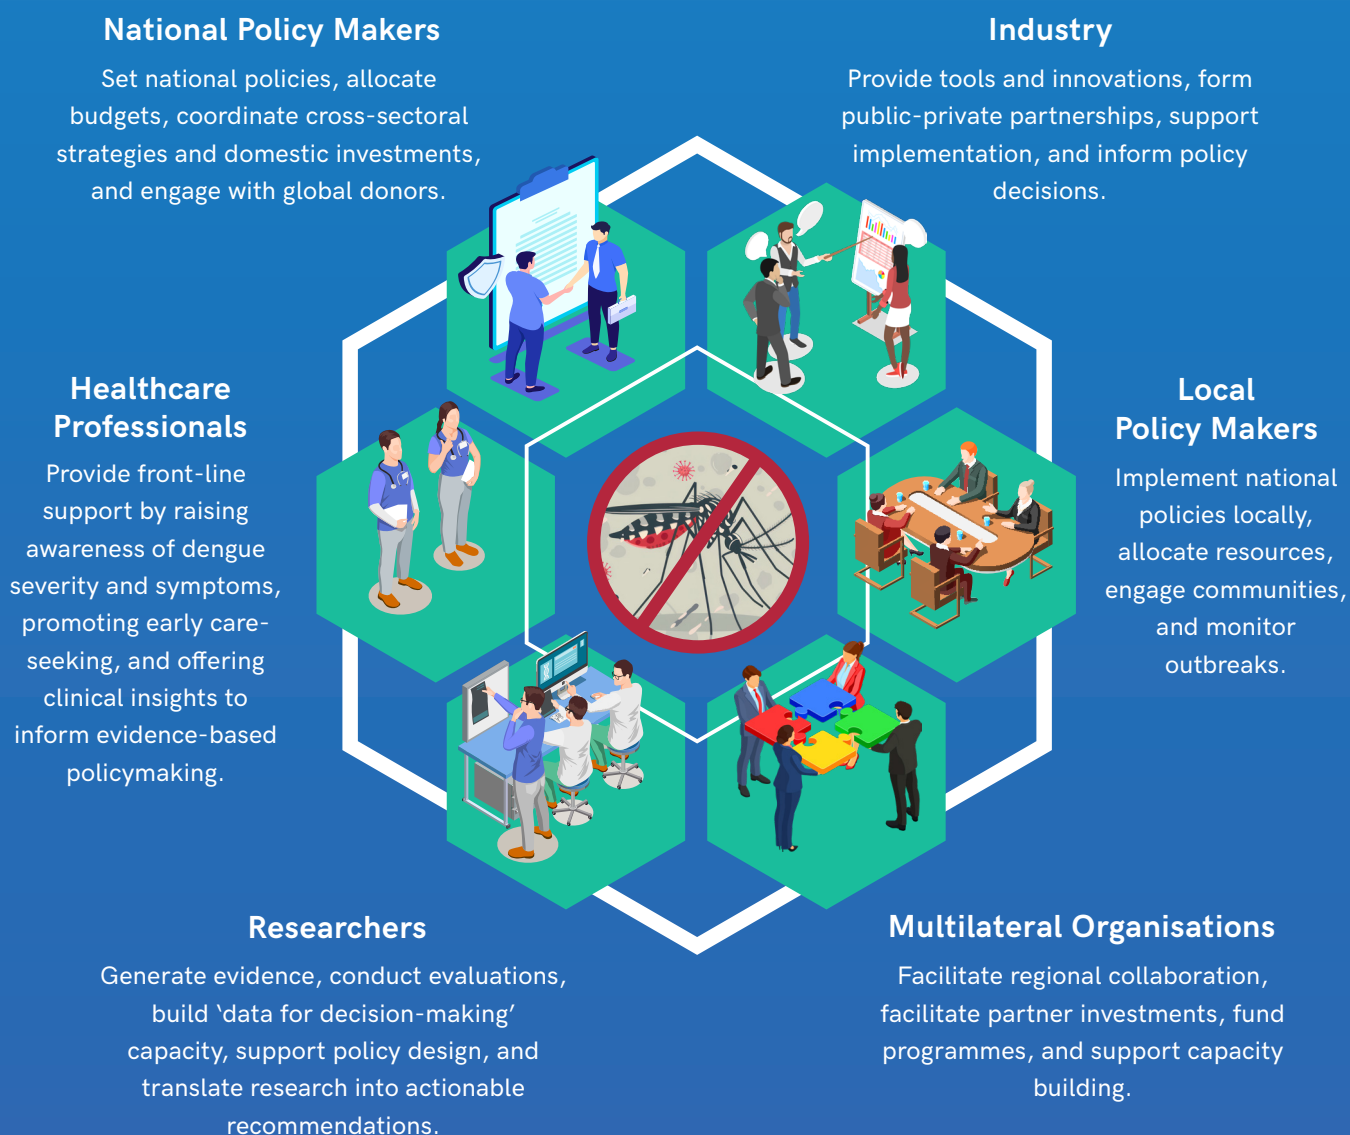 National Policy Makers
Set national policies, allocate
budgets, coordinate cross-sectoral
strategies and domestic investments,
and engage with global donors.
Industry
Provide tools and innovations, form
public-private partnerships, support
implementation, and inform policy
decisions.
Healthcare
Professionals
Provide front-line
support by raising
awareness of dengue
severity and symptoms,
promoting early care-
seeking, and offering
clinical insights to
inform evidence-based
policymaking.
Local
Policy Makers
Implement national
policies locally,
allocate resources,
engage communities,
and monitor
outbreaks.
Researchers
Generate evidence, conduct evaluations,
build ‘data for decision-making’
capacity, support policy design, and
translate research into actionable
recommendations.
Multilateral Organisations
Facilitate regional collaboration,
facilitate partner investments, fund
programmes, and support capacity
building.